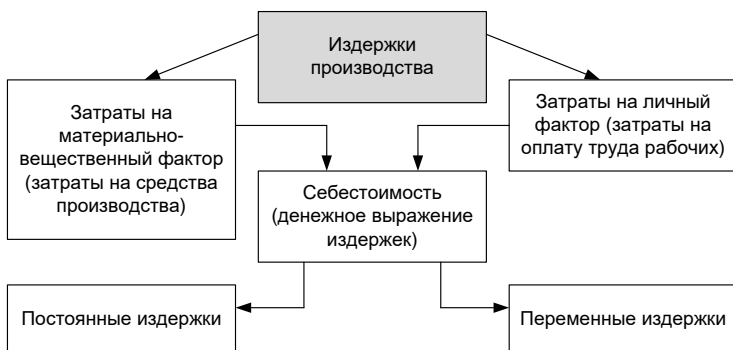 Издержки
производства
Затраты на
материально-
вещественный фактор
(затраты на средства
производства)
Затраты на личный
фактор (затраты на
оплату труда рабочих)
Себестоимость
(денежное выражение
издержек)
Постоянные издержки
Переменные издержки